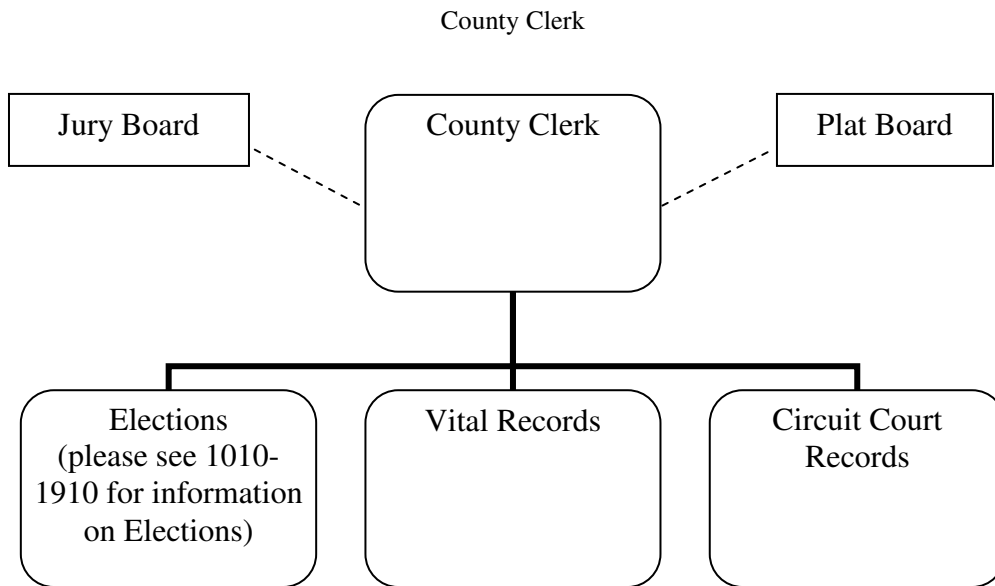 County Clerk
Jury Board
County Clerk
Plat Board
Elections
(please see 1010-
1910 for information
on Elections)
Vital Records
Circuit Court
Records